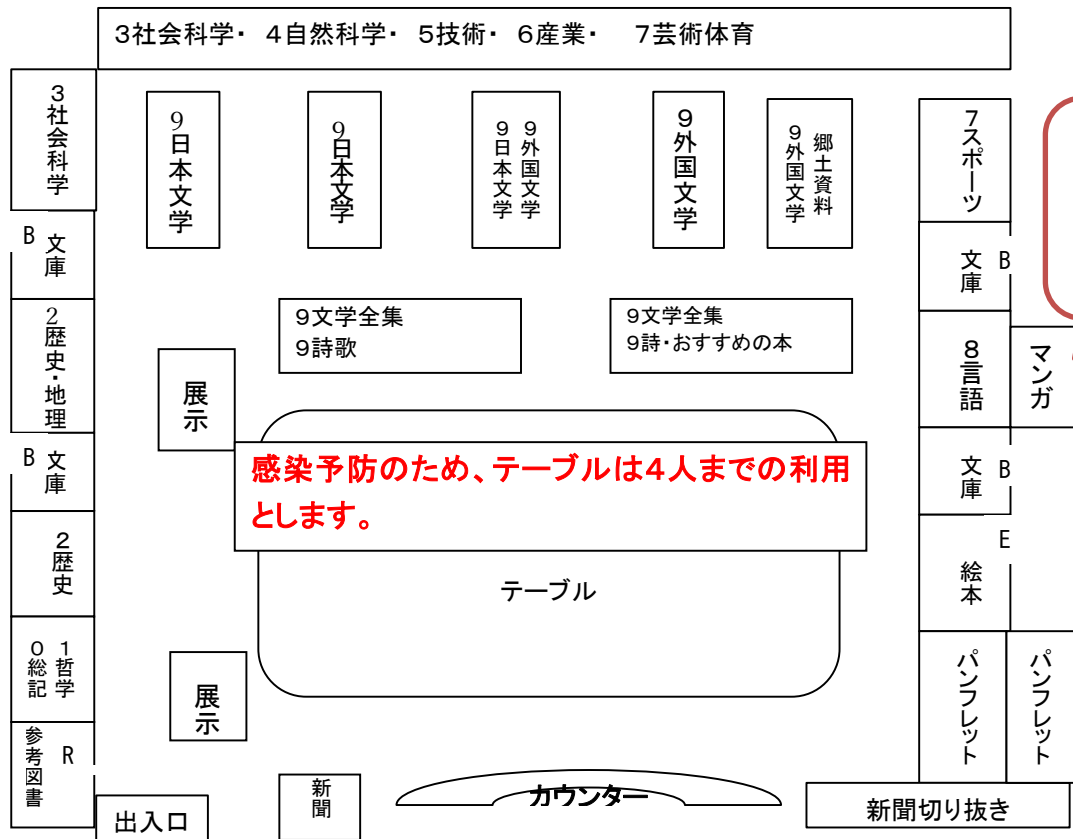 3社会科学・ 4自然科学・ 5技術・ 6産業・ 7芸術体育
3社会科学
B 文庫
2歴史・地理
B 文庫
2歴史
1哲学
0総記
R
参考図書
9日本文学
9日本文学
9外国文学
9日本文学
9外国文学
郷土資料
9外国文学
9文学全集
9詩歌
9文学全集
9詩・おすすめの本
展示
感染予防のため、テーブルは4人までの利用
とします。
テーブル
展示
7スポーツ
文庫 B
8言語
マンガ
文庫 B
E
絵本
パンフレット
パンフレット
出入口
新聞
カウンター
新聞切り抜き